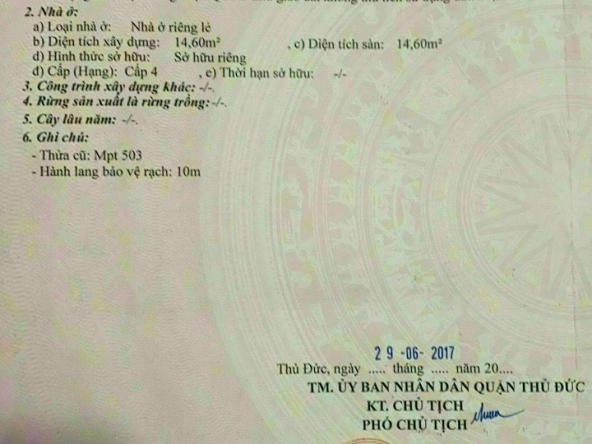 2. Nhà ở:
a) Loại nhà ở: Nhà ở riêng lẻ
b) Diện tích xây dựng: 14,60m² , c) Diện tích sàn: 14,60m²
d) Hình thức sở hữu: Sở hữu riêng
đ) Cấp (Hạng): Cấp 4 , e) Thời hạn sở hữu: -/-
3. Công trình xây dựng khác: -/-.
4. Rừng sản xuất là rừng trồng:-/-.
5. Cây lâu năm: -/-.
6. Ghi chú:
- Thửa cũ: Mpt 503
- Hành lang bảo vệ rạch: 10m
29-06-2017
Thủ Đức, ngày ..... tháng ..... năm 20....
TM. ỦY BAN NHÂN DÂN QUẬN THỦ ĐỨC
KT. CHỦ TỊCH
PHÓ CHỦ TỊCH